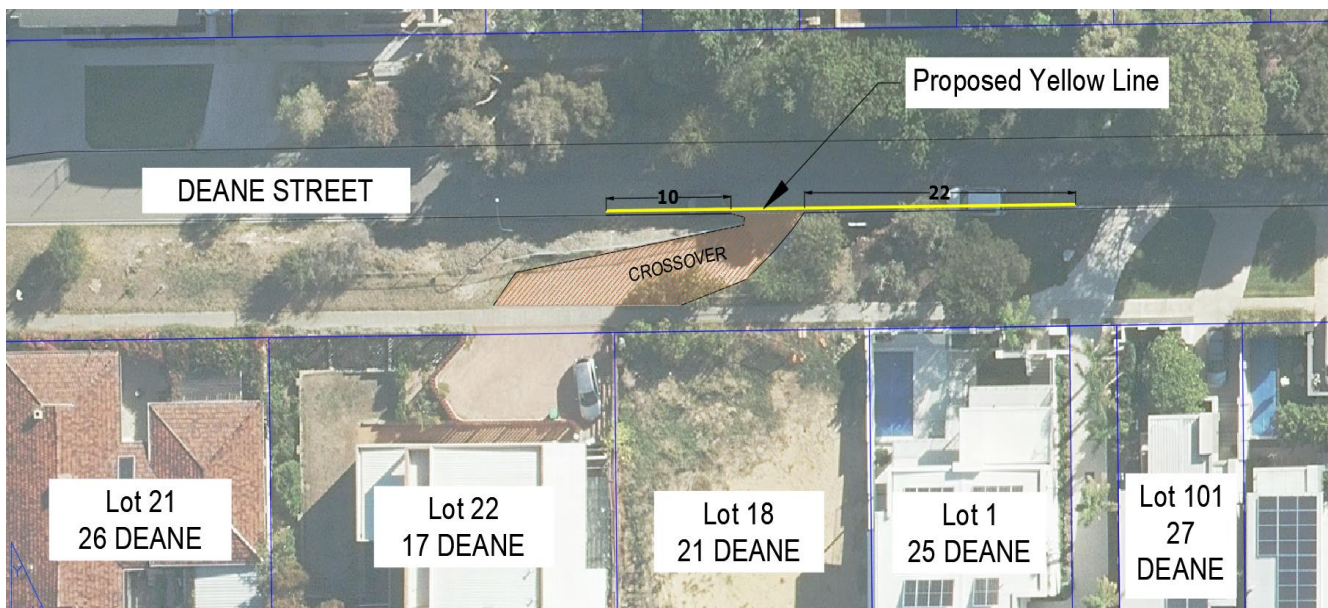 Proposed Yellow Line
DEANE STREET
10
22
CROSSOVER
Lot 21
26 DEANE
Lot 22
17 DEANE
Lot 18
21 DEANE
Lot 1
25 DEANE
Lot 101
27
DEANE